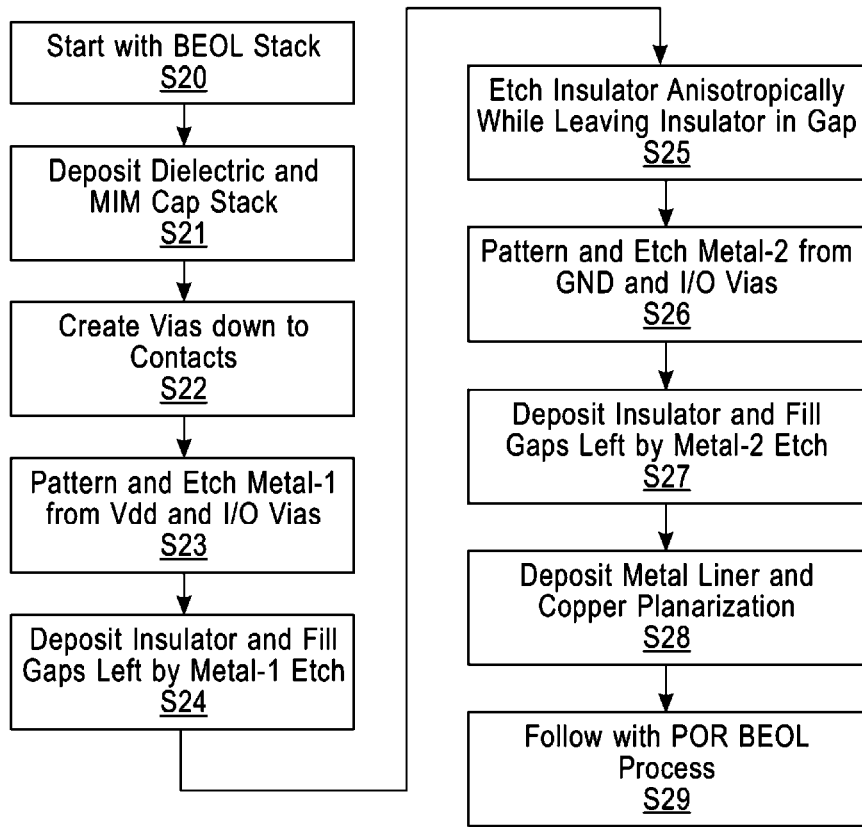 Start with BEOL Stack
S20
Deposit Dielectric and
MIM Cap Stack
S21
Create Vias down to
Contacts
S22
Pattern and Etch Metal-1
from Vdd and I/O Vias
S23
Deposit Insulator and Fill
Gaps Left by Metal-1 Etch
S24
Etch Insulator Anisotropically
While Leaving Insulator in Gap
S25
Pattern and Etch Metal-2 from
GND and I/O Vias
S26
Deposit Insulator and Fill
Gaps Left by Metal-2 Etch
S27
Deposit Metal Liner and
Copper Planarization
S28
Follow with POR BEOL
Process
S29